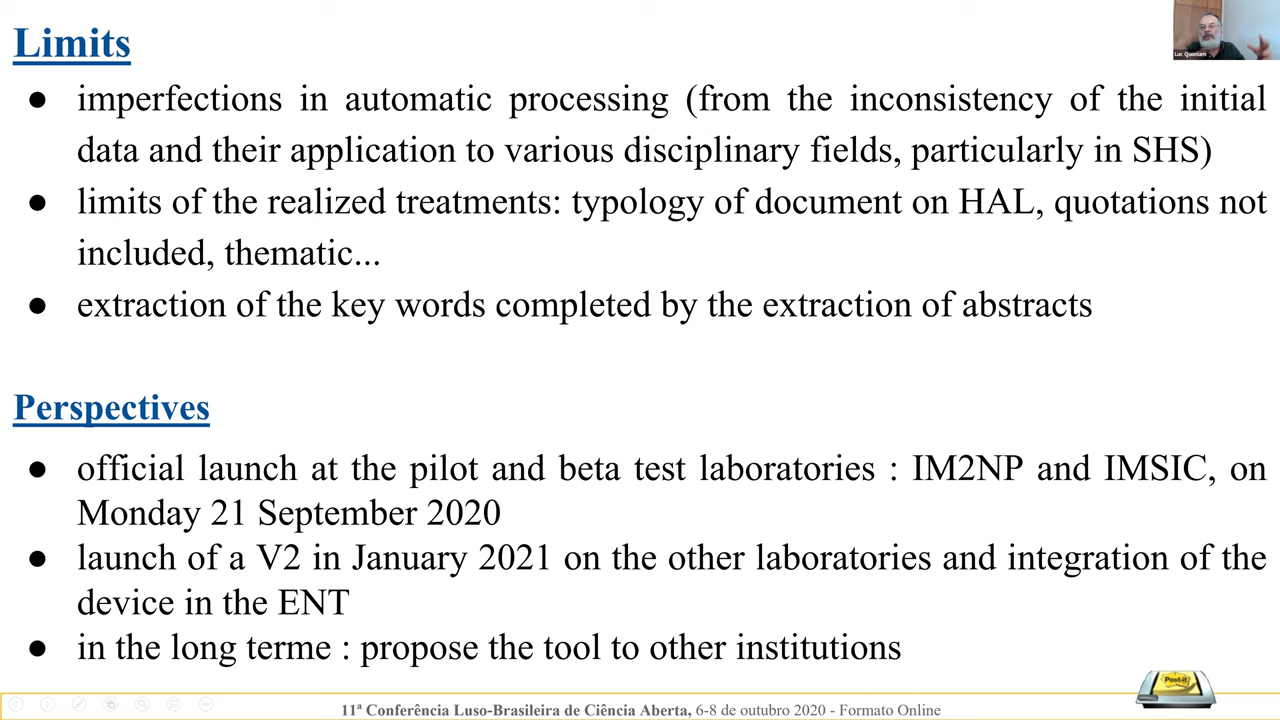 Limits
Luc Quoniam
● imperfections in automatic processing (from the inconsistency of the initial
data and their application to various disciplinary fields, particularly in SHS)
● limits of the realized treatments: typology of document on HAL, quotations not
included, thematic...
● extraction of the key words completed by the extraction of abstracts
Perspectives
● official launch at the pilot and beta test laboratories : IM2NP and IMSIC, on
Monday 21 September 2020
● launch of a V2 in January 2021 on the other laboratories and integration of the
device in the ENT
● in the long terme : propose the tool to other institutions
Post-it
11ª Conferência Luso-Brasileira de Ciência Aberta, 6-8 de outubro 2020 - Formato Online